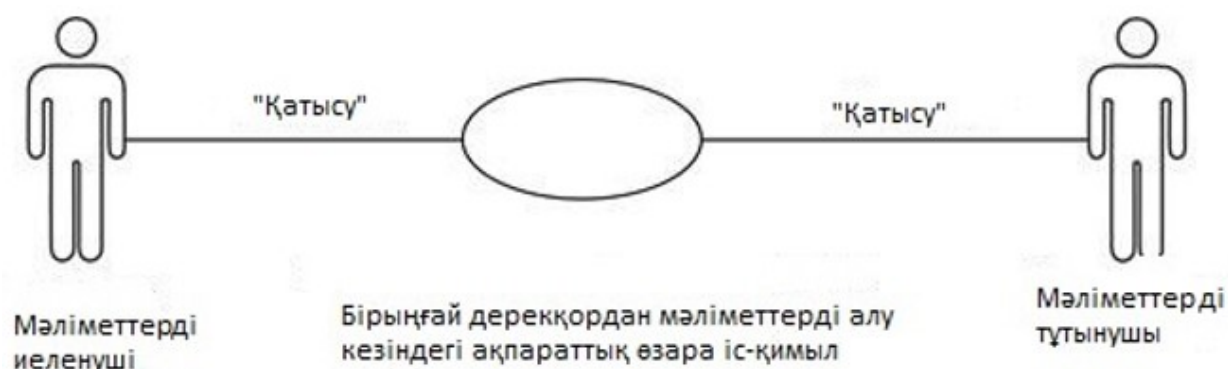 "Қатысу"
"Қатысу"
Мәліметтерді
иеленуші
Бірыңғай дерекқордан мәліметтерді алу
кезіндегі ақпараттық өзара іс-қимыл
Мәліметтерді
тұтынушы